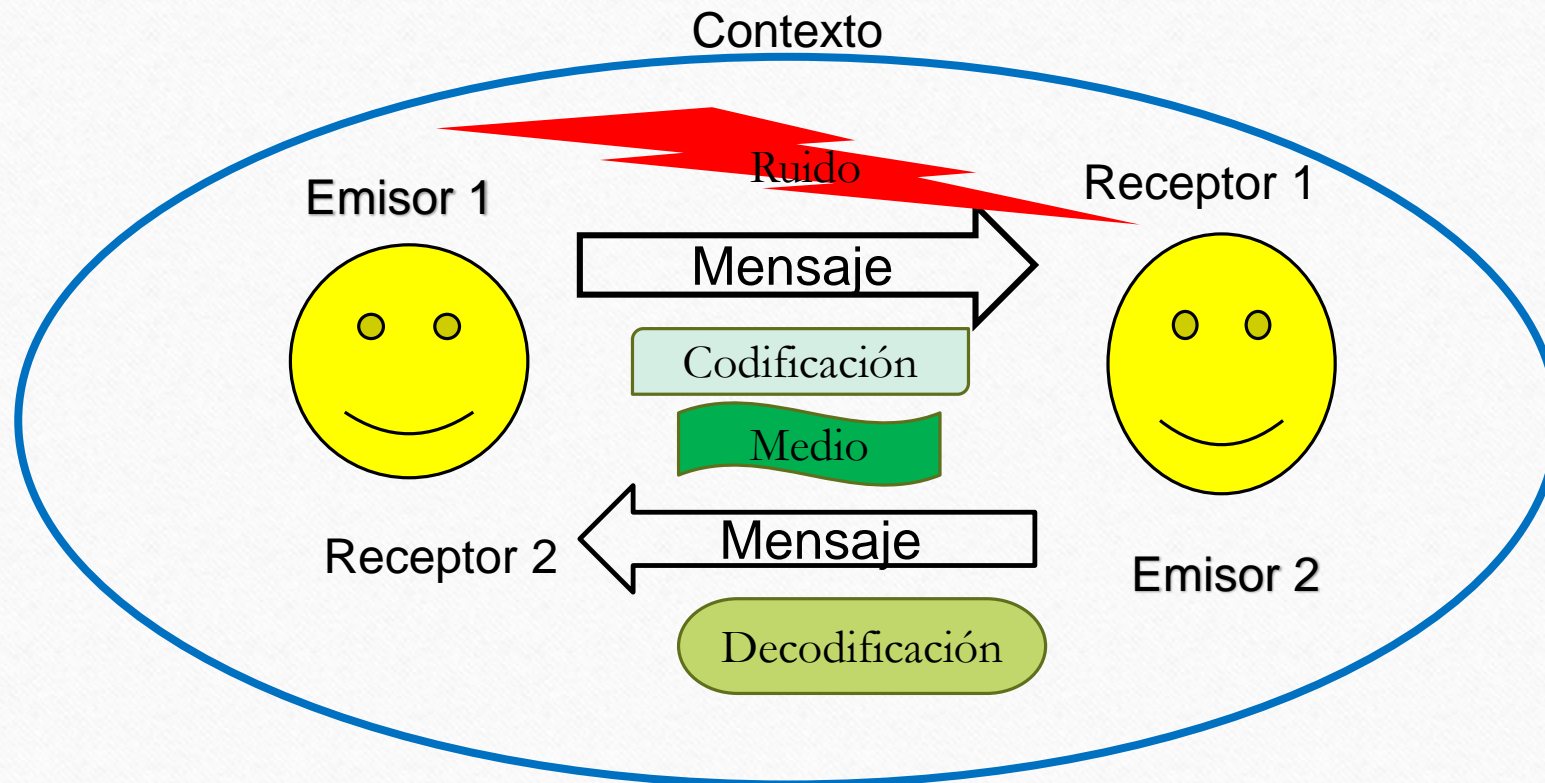 Contexto
Ruido
Emisor 1
Receptor 1
Mensaje
Codificación
Medio
Mensaje
Receptor 2
Emisor 2
Decodificación